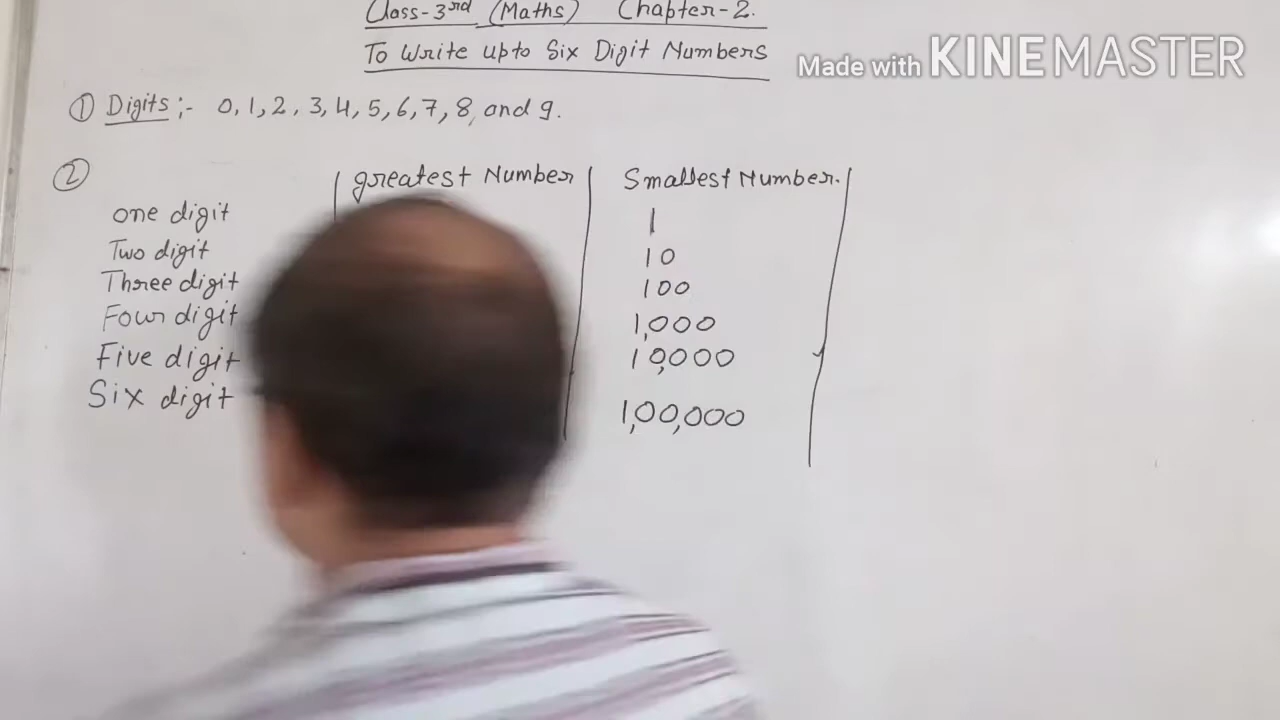 Class-3rd (Maths) Chapter-2.
To Write upto Six Digit Numbers
Made with KINEMASTER
① Digits :- 0, 1, 2, 3, 4, 5, 6, 7, 8, and 9.
② greatest Number Smallest Number.
one digit 1
Two digit 10
Three digit 100
Four digit 1,000
Five digit 10,000
Six digit 1,00,000